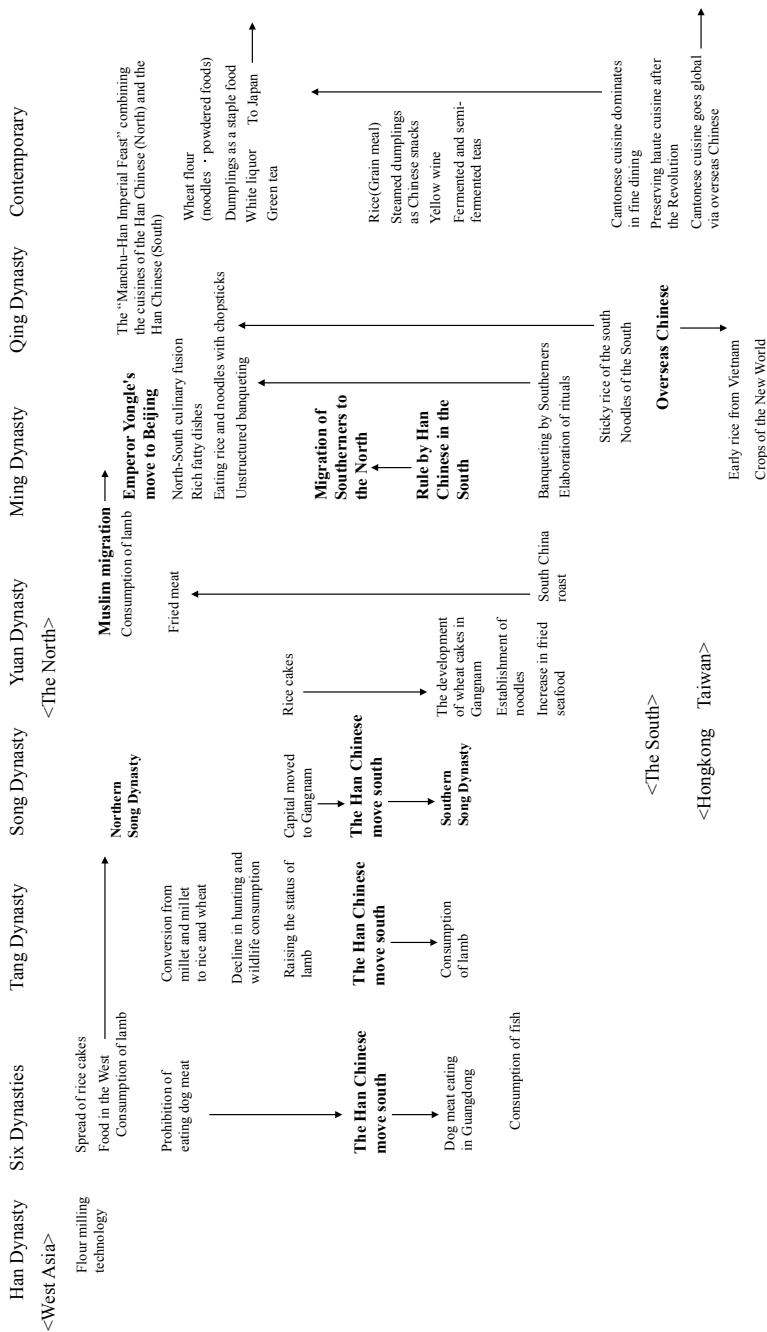 Han Dynasty
Six Dynasties
Tang Dynasty
Song Dynasty
Yuan Dynasty
Ming Dynasty
Qing Dynasty
Contemporary
<West Asia>
<The North>
Flour milling
technology
Spread of rice cakes
Food in the West
Consumption of lamb
Prohibition of
eating dog meat
The Han Chinese
move south
Dog meat eating
in Guangdong
Consumption of fish
Conversion from
millet and millet
to rice and wheat
Decline in hunting and
wildlife consumption
Raising the status of
lamb
The Han Chinese
move south
Consumption
of lamb
Northern
Song Dynasty
Capital moved
to Gangnam
The Han Chinese
move south
Southern
Song Dynasty
Rice cakes
The development
of wheat cakes in
Gangnam
Establishment of
noodles
Increase in fried
seafood
<The South>
<Hongkong Taiwan>
Muslim migration
Consumption of lamb
Fried meat
South China
roast
Emperor Yongle's
move to Beijing
North-South culinary fusion
Rich fatty dishes
Eating rice and noodles with chopsticks
Unstructured banqueting
Migration of
Southerners to
the North
Rule by Han
Chinese in the
South
Banqueting by Southerners
Elaboration of rituals
Sticky rice of the south
Noodles of the South
Overseas Chinese
Early rice from Vietnam
Crops of the New World
The “Manchu–Han Imperial Feast” combining
the cuisines of the Han Chinese (North) and the
Han Chinese (South)
Wheat flour
(noodles・powdered foods)
Dumplings as a staple food
White liquor To Japan
Green tea
Rice(Grain meal)
Steamed dumplings
as Chinese snacks
Yellow wine
Fermented and semi-
fermented teas
Cantonese cuisine dominates
in fine dining
Preserving haute cuisine after
the Revolution
Cantonese cuisine goes global
via overseas Chinese